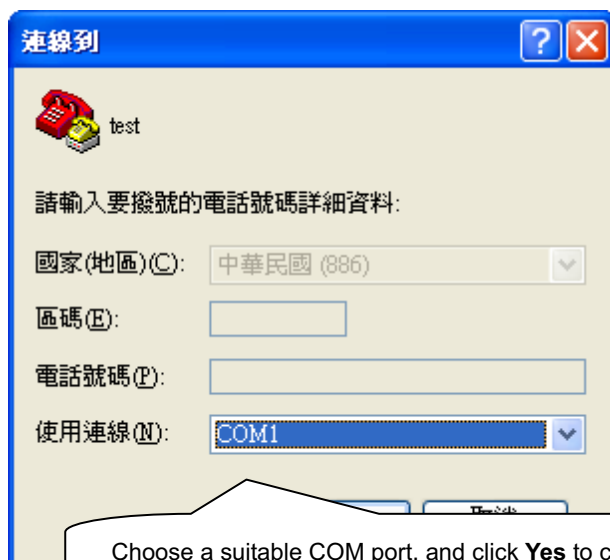 連線到
test
請輸入要撥號的電話號碼詳細資料:
國家(地區)(C): 中華民國 (886)
區碼(E):
電話號碼(P):
使用連線(N): COM1
Choose a suitable COM port, and click Yes to